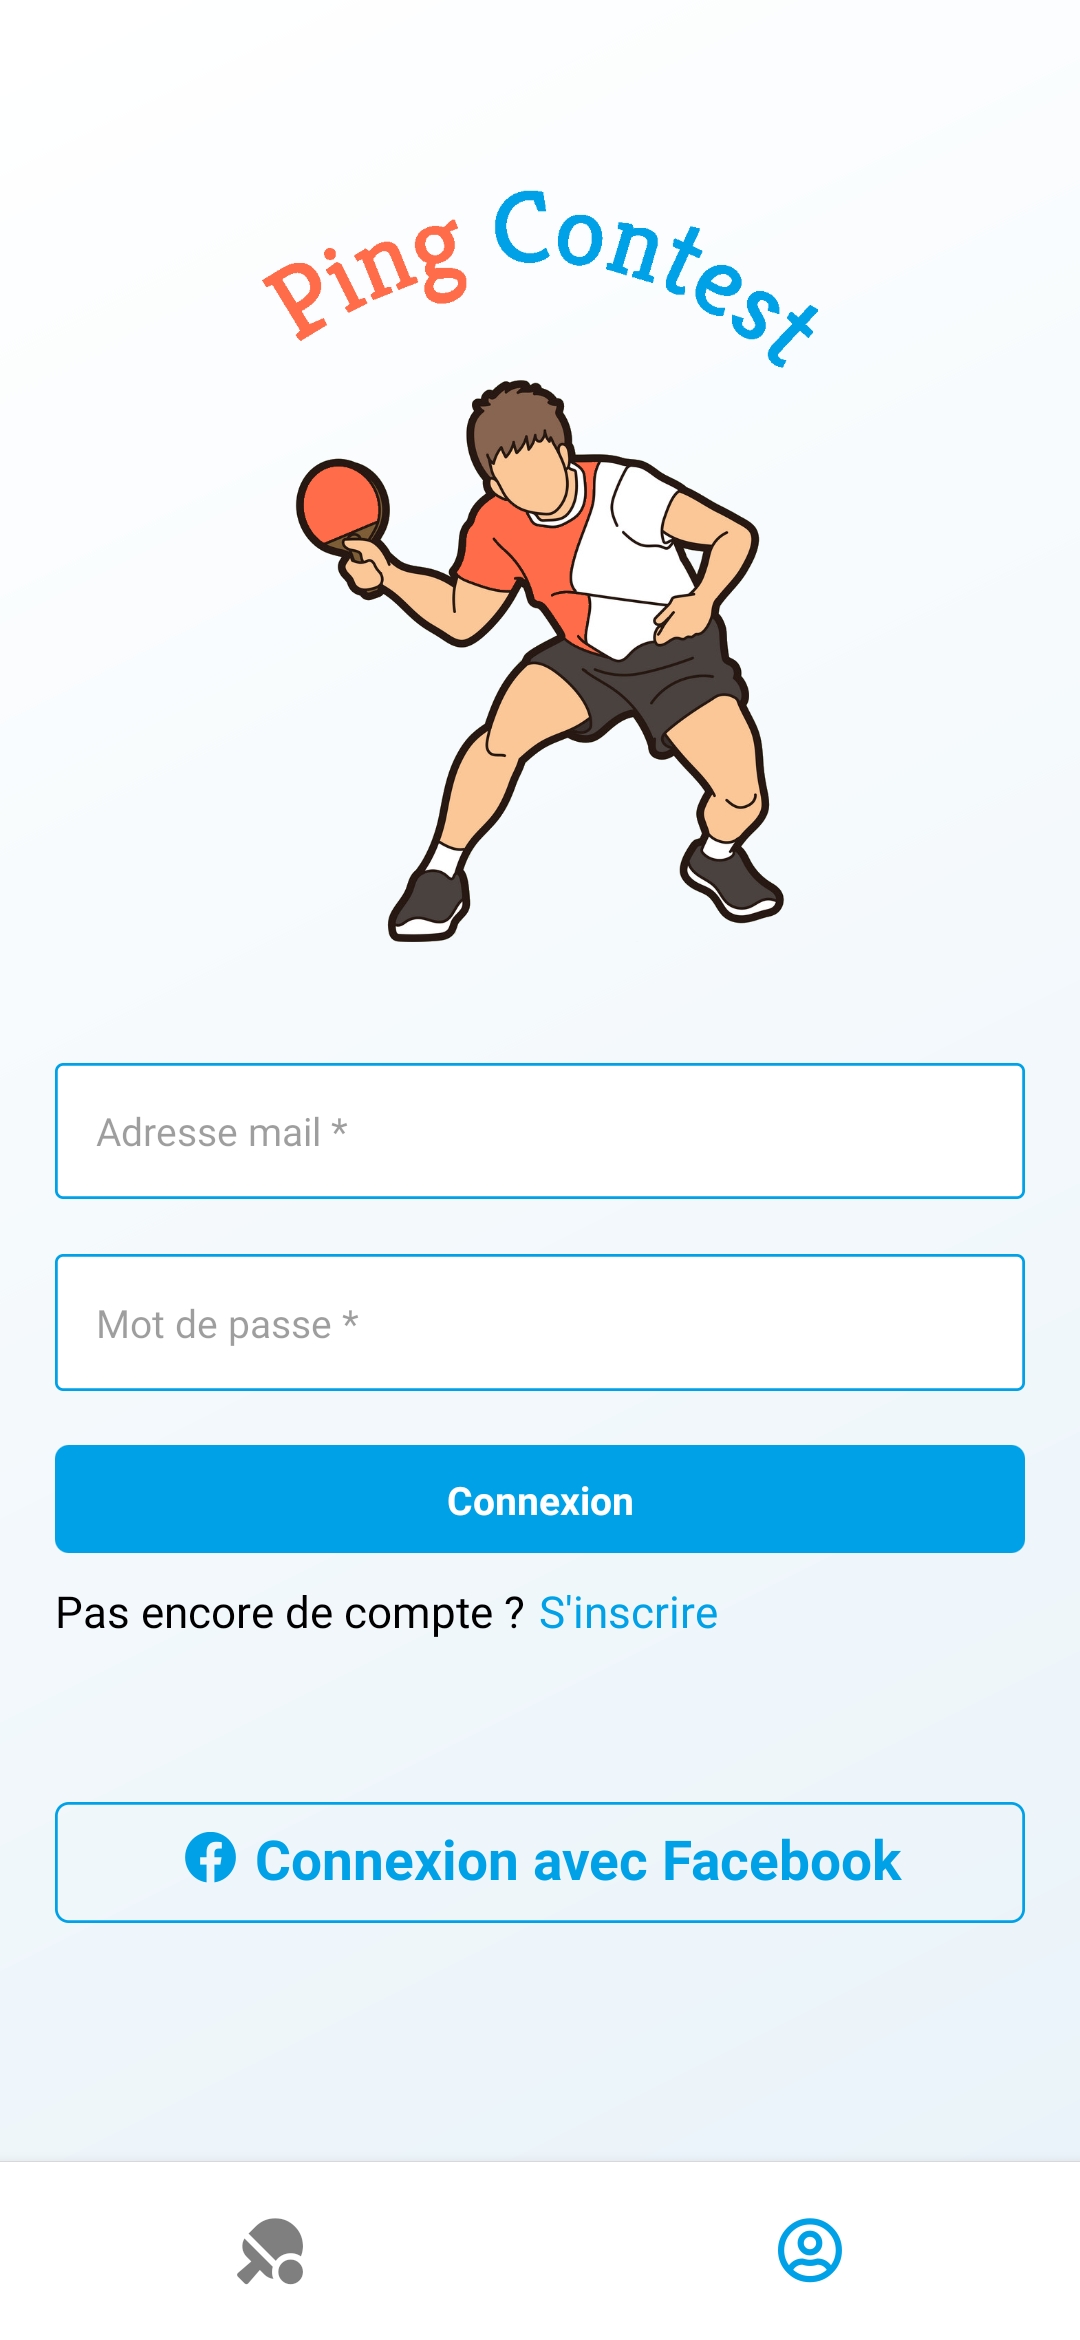 Ping Contest
Adresse mail *
Mot de passe *
Connexion
Pas encore de compte ? S'inscrire
Connexion avec Facebook